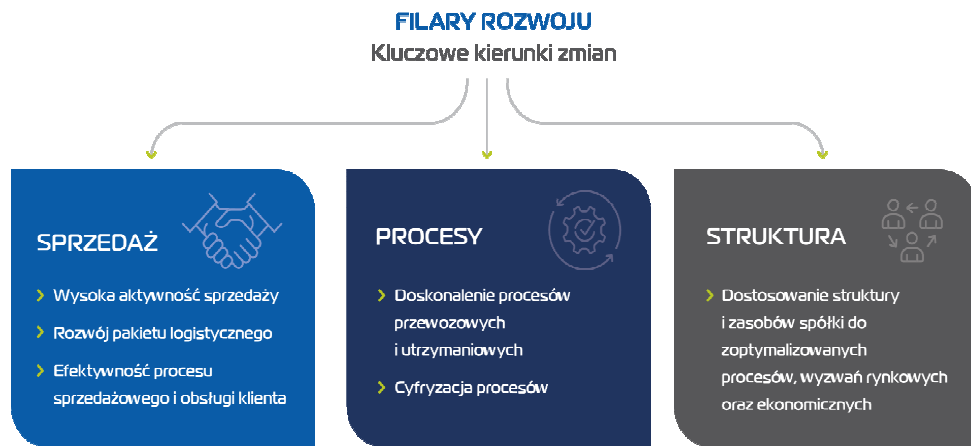 FILARY ROZWOJU
Kluczowe kierunki zmian
SPRZEDAŻ
Wysoka aktywność sprzedaży
Rozwój pakietu logistycznego
Efektywność procesu
sprzedażowego i obsługi klienta
PROCESY
Doskonalenie procesów
przewozowych
i utrzymaniowych
Cyfryzacja procesów
STRUKTURA
Dostosowanie struktury
i zasobów spółki do
zoptymalizowanych
procesów, wyzwań rynkowych
oraz ekonomicznych